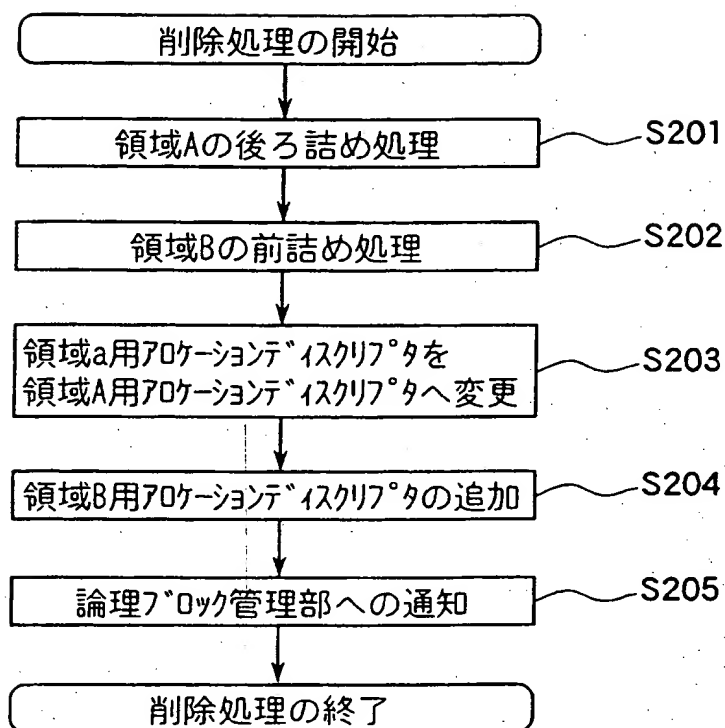 削除処理の開始
領域Aの後ろ詰め処理
S201
領域Bの前詰め処理
S202
領域a用ｱﾛｹｰｼｮﾝﾃﾞｨｽｸﾘﾌﾟﾀを
領域A用ｱﾛｹｰｼｮﾝﾃﾞｨｽｸﾘﾌﾟﾀへ変更
S203
領域B用ｱﾛｹｰｼｮﾝﾃﾞｨｽｸﾘﾌﾟﾀの追加
S204
論理ﾌﾞﾛｯｸ管理部への通知
S205
削除処理の終了